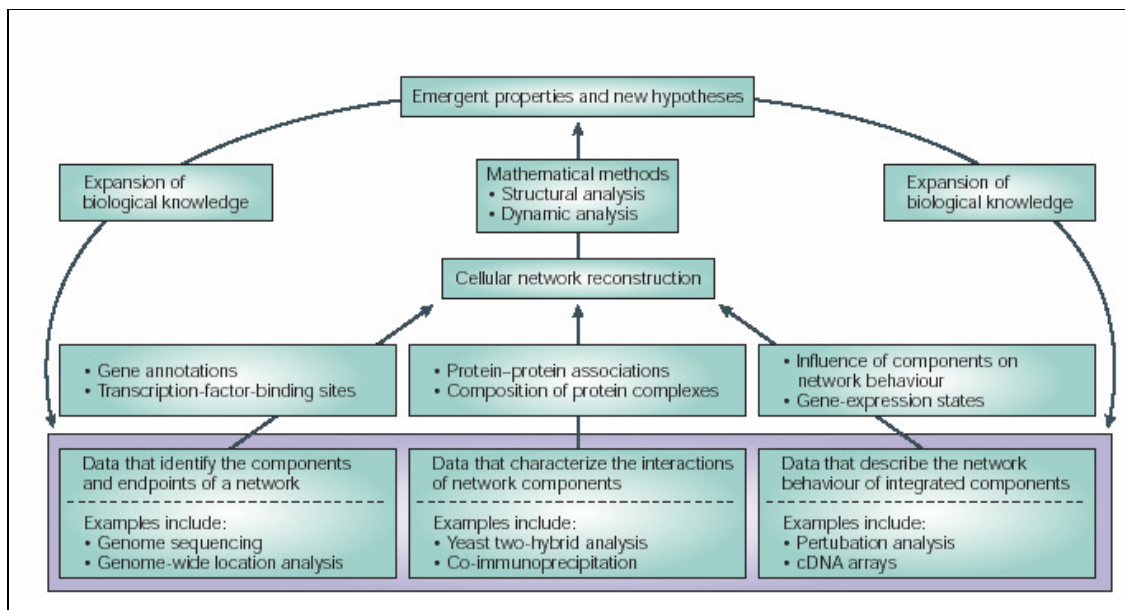 Emergent properties and new hypotheses
Expansion of
biological knowledge
Mathematical methods
• Structural analysis
• Dynamic analysis
Expansion of
biological knowledge
Cellular network reconstruction
• Gene annotations
• Transcription-factor-binding sites
• Protein–protein associations
• Composition of protein complexes
• Influence of components on
network behaviour
• Gene-expression states
Data that identify the components
and endpoints of a network
Examples include:
• Genome sequencing
• Genome-wide location analysis
Data that characterize the interactions
of network components
Examples include:
• Yeast two-hybrid analysis
• Co-immunoprecipitation
Data that describe the network
behaviour of integrated components
Examples include:
• Pertubation analysis
• cDNA arrays